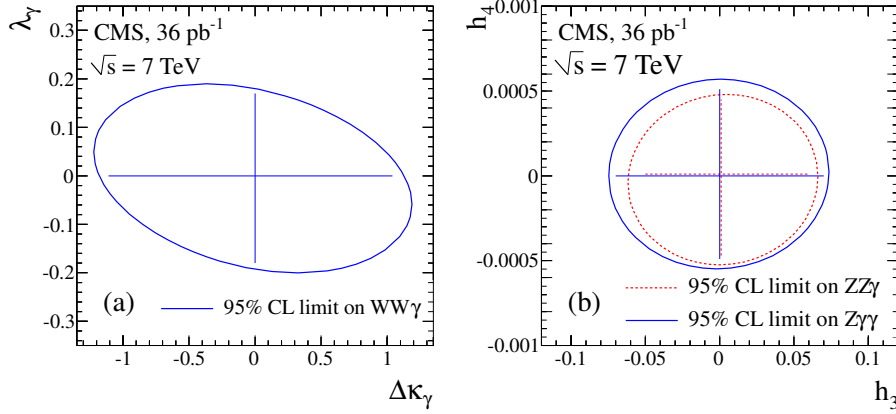 λγ
CMS, 36 pb⁻¹
√s = 7 TeV
0.3
0.2
0.1
0
-0.1
-0.2
-0.3
(a)
95% CL limit on WWγ
-1 -0.5 0 0.5 1
Δκγ
h₄
0.001
CMS, 36 pb⁻¹
√s = 7 TeV
0.0005
0
-0.0005
-0.001
(b)
95% CL limit on ZZγ
95% CL limit on Zγγ
-0.1 -0.05 0 0.05 0.1
h₃